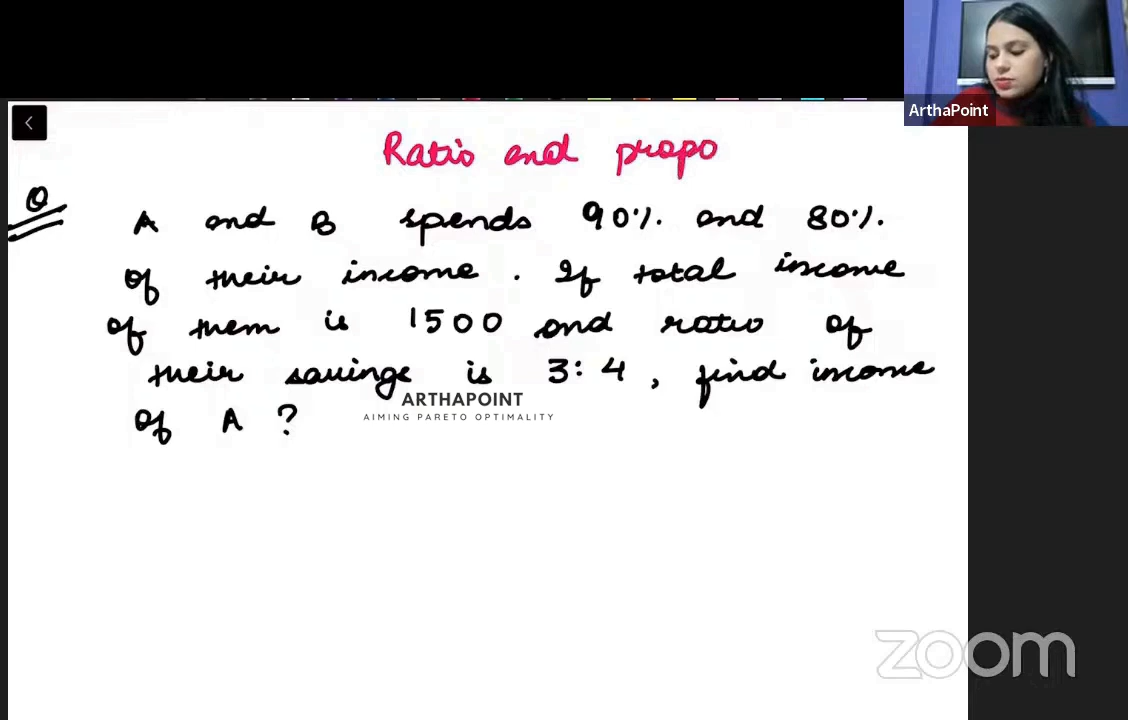 ArthaPoint
Ratio and propo
Q
A and B spends 90% and 80%
of their income. If total income
of them is 1500 and ratio of
their savings is 3:4, find income
ARTHAPOINT
AIMING PARETO OPTIMALITY
of A ?
zoom